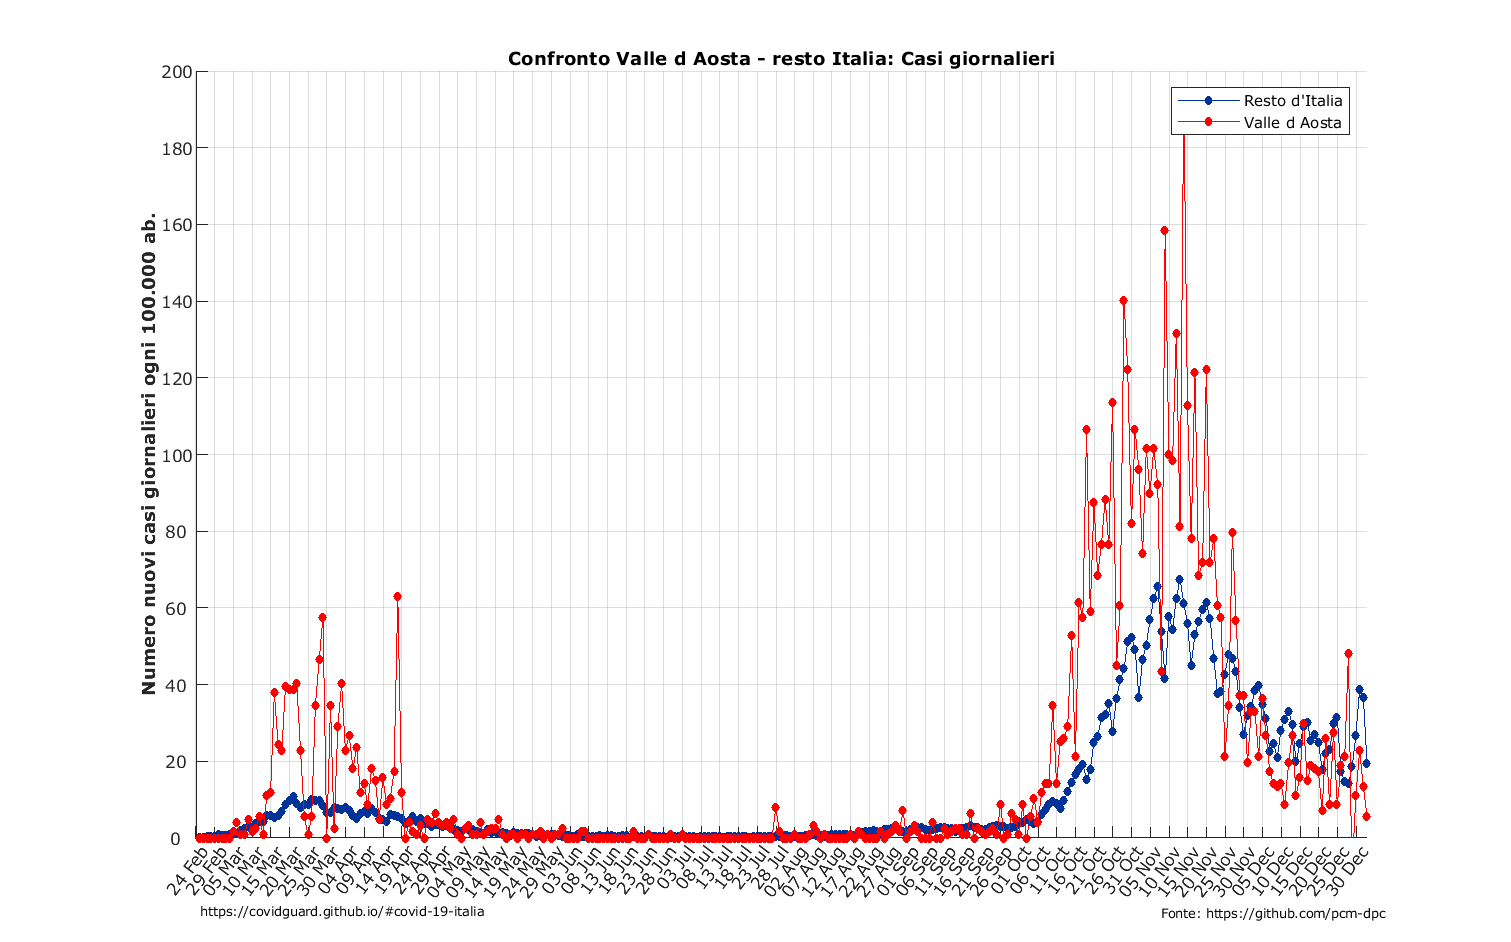 Confronto Valle d Aosta - resto Italia: Casi giornalieri
Numero nuovi casi giornalieri ogni 100.000 ab.
200
180
160
140
120
100
80
60
40
20
0
Resto d'Italia
Valle d Aosta
24 Feb
29 Feb
05 Mar
10 Mar
15 Mar
20 Mar
25 Mar
30 Mar
04 Apr
09 Apr
14 Apr
19 Apr
24 Apr
29 Apr
04 May
09 May
14 May
19 May
24 May
29 May
03 Jun
08 Jun
13 Jun
18 Jun
23 Jun
28 Jun
03 Jul
08 Jul
13 Jul
18 Jul
23 Jul
28 Jul
02 Aug
07 Aug
12 Aug
17 Aug
22 Aug
27 Aug
01 Sep
06 Sep
11 Sep
16 Sep
21 Sep
26 Sep
01 Oct
06 Oct
11 Oct
16 Oct
21 Oct
26 Oct
31 Oct
05 Nov
10 Nov
15 Nov
20 Nov
25 Nov
30 Nov
05 Dec
10 Dec
15 Dec
20 Dec
25 Dec
30 Dec
https://covidguard.github.io/#covid-19-italia
Fonte: https://github.com/pcm-dpc